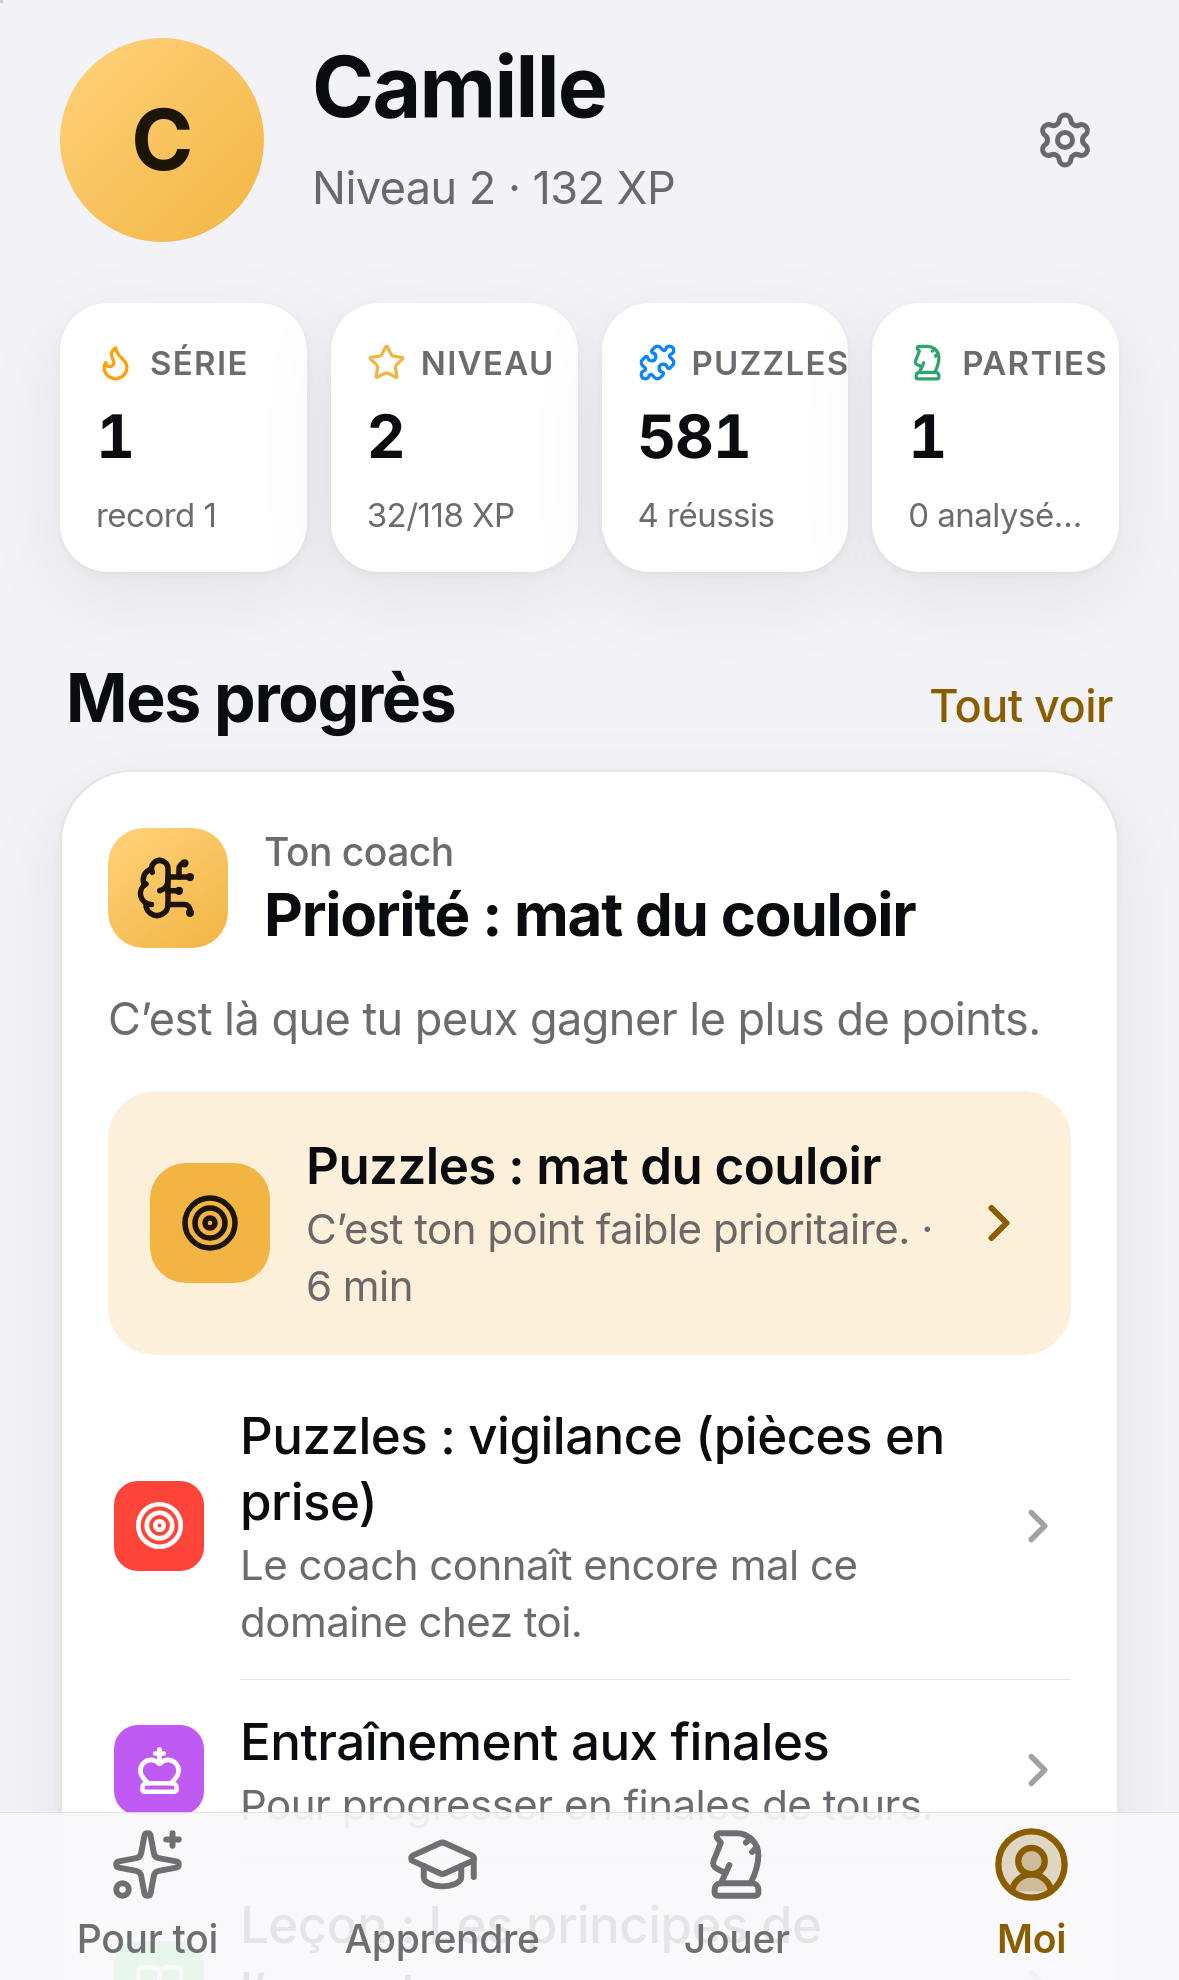 C
Camille
Niveau 2 · 132 XP
SÉRIE
1
record 1
NIVEAU
2
32/118 XP
PUZZLES
581
4 réussis
PARTIES
1
0 analysé…
Mes progrès
Tout voir
Ton coach
Priorité : mat du couloir
C’est là que tu peux gagner le plus de points.
Puzzles : mat du couloir
C’est ton point faible prioritaire. ·
6 min
Puzzles : vigilance (pièces en
prise)
Le coach connaît encore mal ce
domaine chez toi.
Entraînement aux finales
Pour progresser en finales de tours.
Leçon : Les principes de
Pour toi
Apprendre
Jouer
Moi